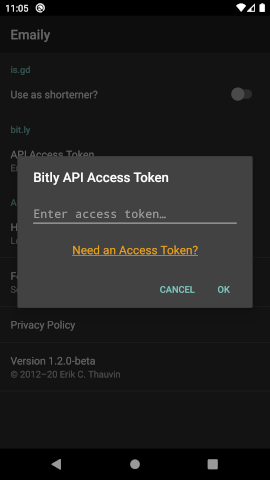 11:05
Emaily
is.gd
Use as shorterner?
bit.ly
API Access Token
Bitly API Access Token
Enter access token…
Need an Access Token?
CANCEL
OK
Privacy Policy
Version 1.2.0-beta
© 2012–20 Erik C. Thauvin